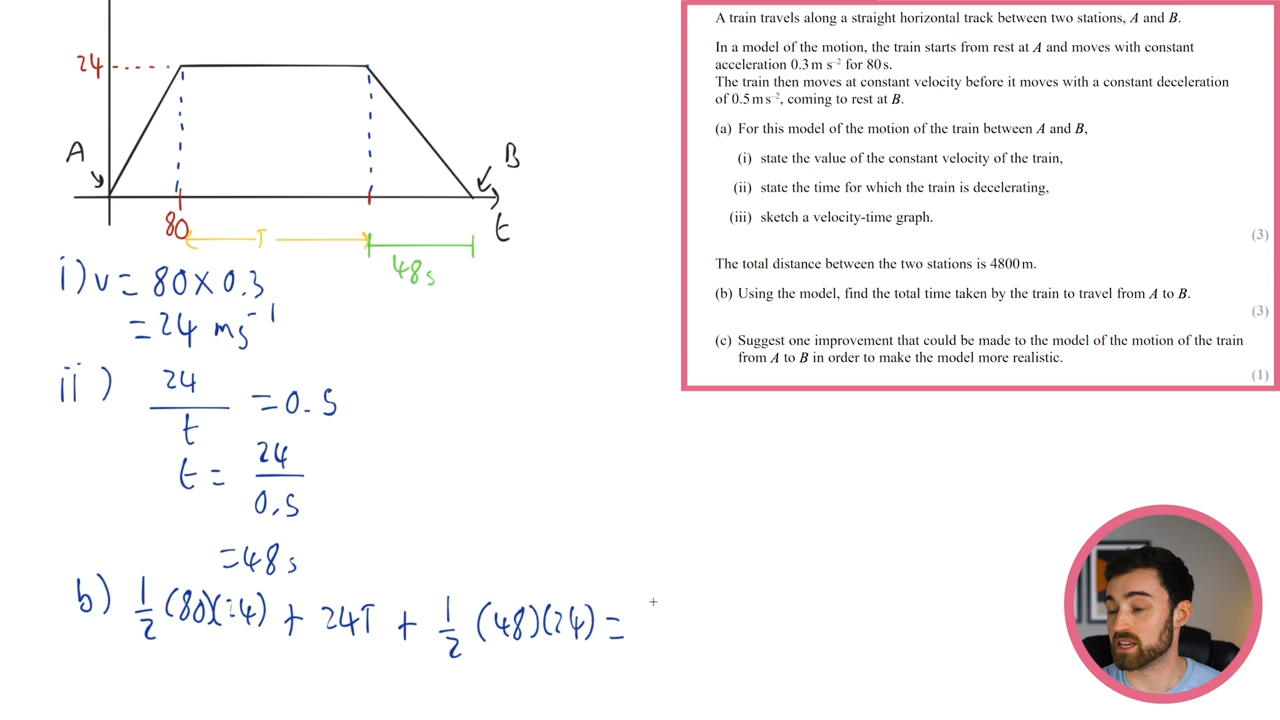 24
A
B
80
T
t
48s
i) v = 80 × 0.3
= 24 ms⁻¹
ii) 24/t = 0.5
t = 24/0.5
= 48s
b) ½(80)(24) + 24T + ½(48)(24) =
A train travels along a straight horizontal track between two stations, A and B.
In a model of the motion, the train starts from rest at A and moves with constant
acceleration 0.3 m s⁻² for 80 s.
The train then moves at constant velocity before it moves with a constant deceleration
of 0.5 m s⁻², coming to rest at B.
(a) For this model of the motion of the train between A and B,
(i) state the value of the constant velocity of the train,
(ii) state the time for which the train is decelerating,
(iii) sketch a velocity-time graph.
(3)
The total distance between the two stations is 4800 m.
(b) Using the model, find the total time taken by the train to travel from A to B.
(3)
(c) Suggest one improvement that could be made to the model of the motion of the train
from A to B in order to make the model more realistic.
(1)